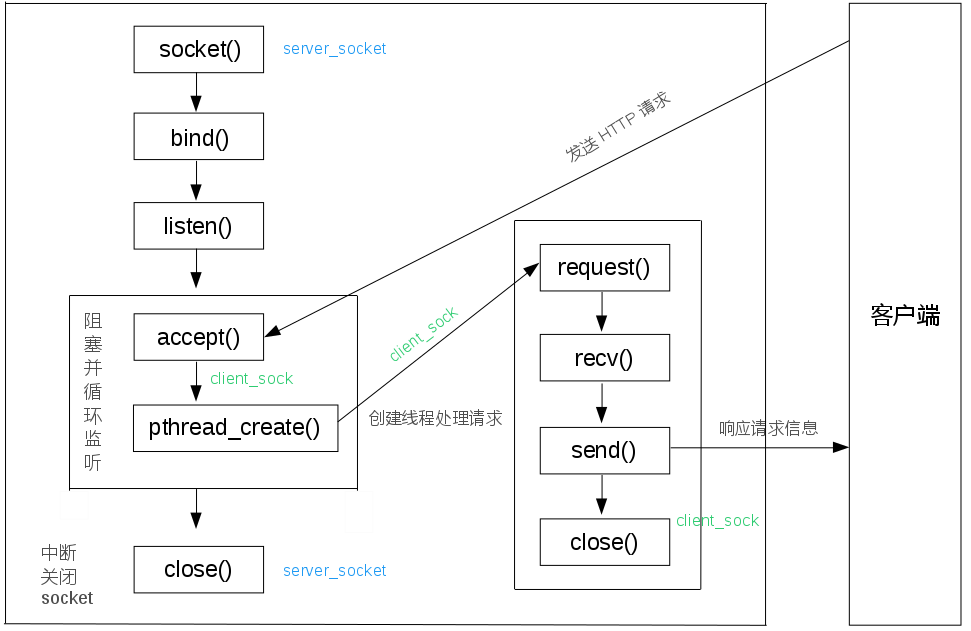 socket()
server_socket
bind()
listen()
发送 HTTP 请求
阻
塞
并
循
环
监
听
accept()
client_sock
pthread_create()
client_sock
创建线程处理请求
request()
recv()
send()
close()
client_sock
响应请求信息
客户端
中断
关闭
socket
close()
server_socket